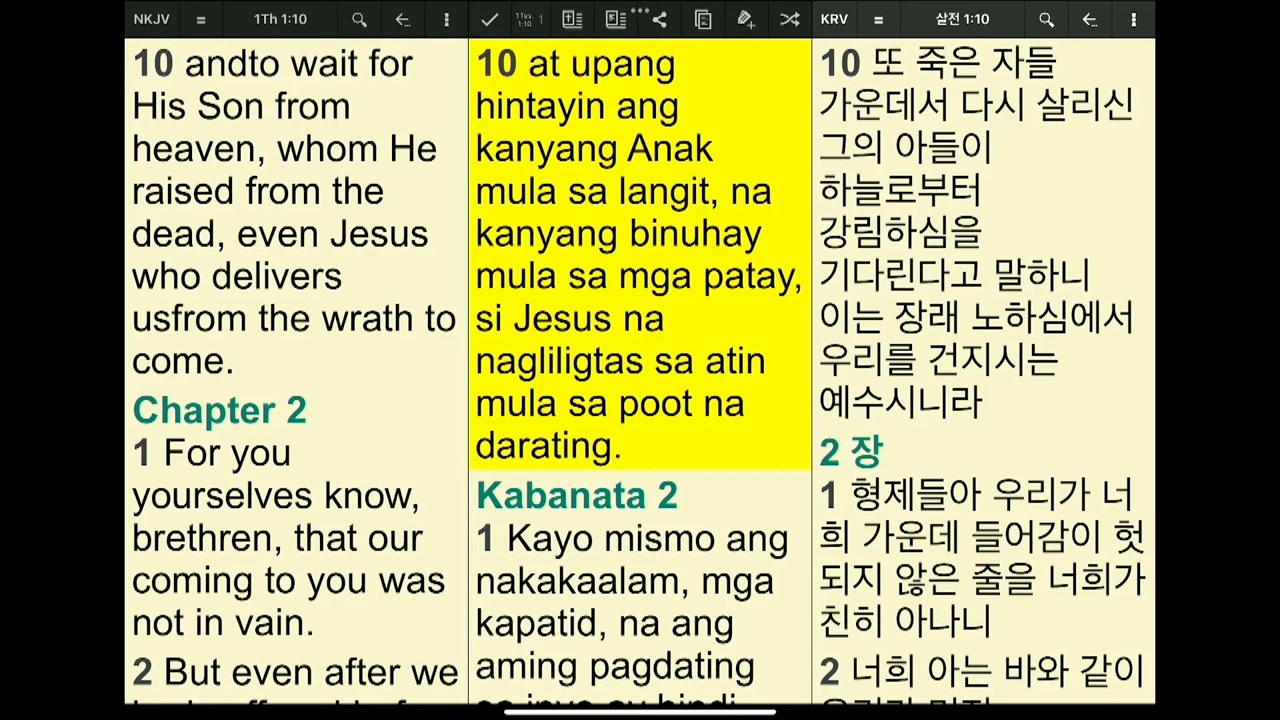 NKJV
1Th 1:10
10 andto wait for
His Son from
heaven, whom He
raised from the
dead, even Jesus
who delivers
usfrom the wrath to
come.
Chapter 2
1 For you
yourselves know,
brethren, that our
coming to you was
not in vain.
2 But even after we
10 at upang
hintayin ang
kanyang Anak
mula sa langit, na
kanyang binuhay
mula sa mga patay,
si Jesus na
nagliligtas sa atin
mula sa poot na
darating.
Kabanata 2
1 Kayo mismo ang
nakakaalam, mga
kapatid, na ang
aming pagdating
KRV
살전 1:10
10 또 죽은 자들
가운데서 다시 살리신
그의 아들이
하늘로부터
강림하심을
기다린다고 말하니
이는 장래 노하심에서
우리를 건지시는
예수시니라
2 장
1 형제들아 우리가 너
희 가운데 들어감이 헛
되지 않은 줄을 너희가
친히 아나니
2 너희 아는 바와 같이